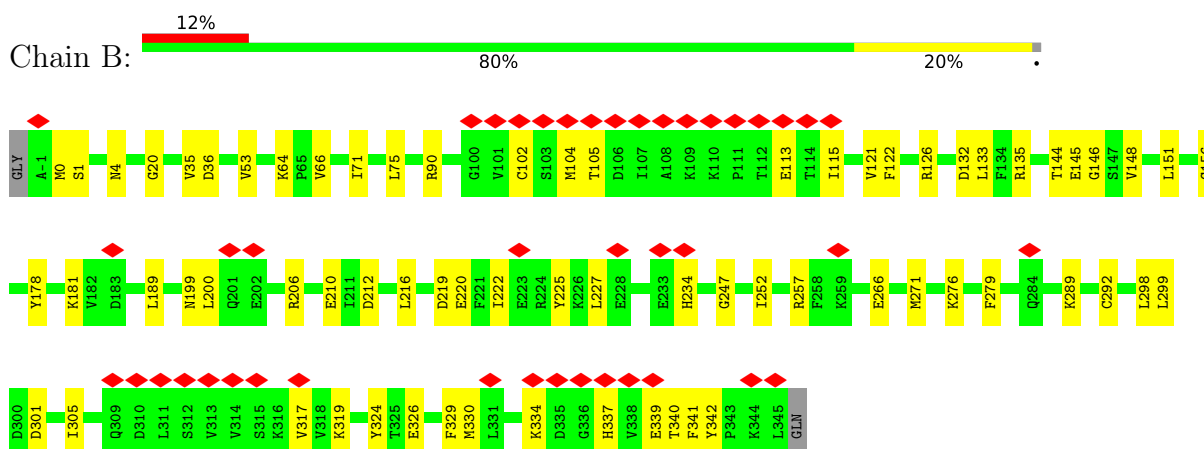 12%
Chain B:
80% 20% •
GLY A-1 M0 S1 N4 G20 V35 D36 V53 K64 P65 V66 I71 L75 R90 G100 V101 C102 S103 M104 T105 D106 I107 A108 K109 K110 P111 T112 E113 T114 I115 V121 F122 R126 D132 L133 F134 R135 T144 E145 G146 S147 V148 L151
Y178 K181 V182 D183 L189 N199 L200 Q201 E202 R206 E210 I211 D212 L216 D219 E220 F221 I222 E223 R224 Y225 K226 L227 E228 E233 H234 G247 I252 R257 F258 K259 E266 M271 K276 F279 Q284 K289 C292 L298 L299
D300 D301 I305 Q309 D310 L311 S312 V313 V314 S315 K316 V317 V318 K319 Y324 T325 E326 F329 M330 L331 K334 D335 G336 H337 V338 E339 T340 F341 Y342 P343 K344 L345 GLN